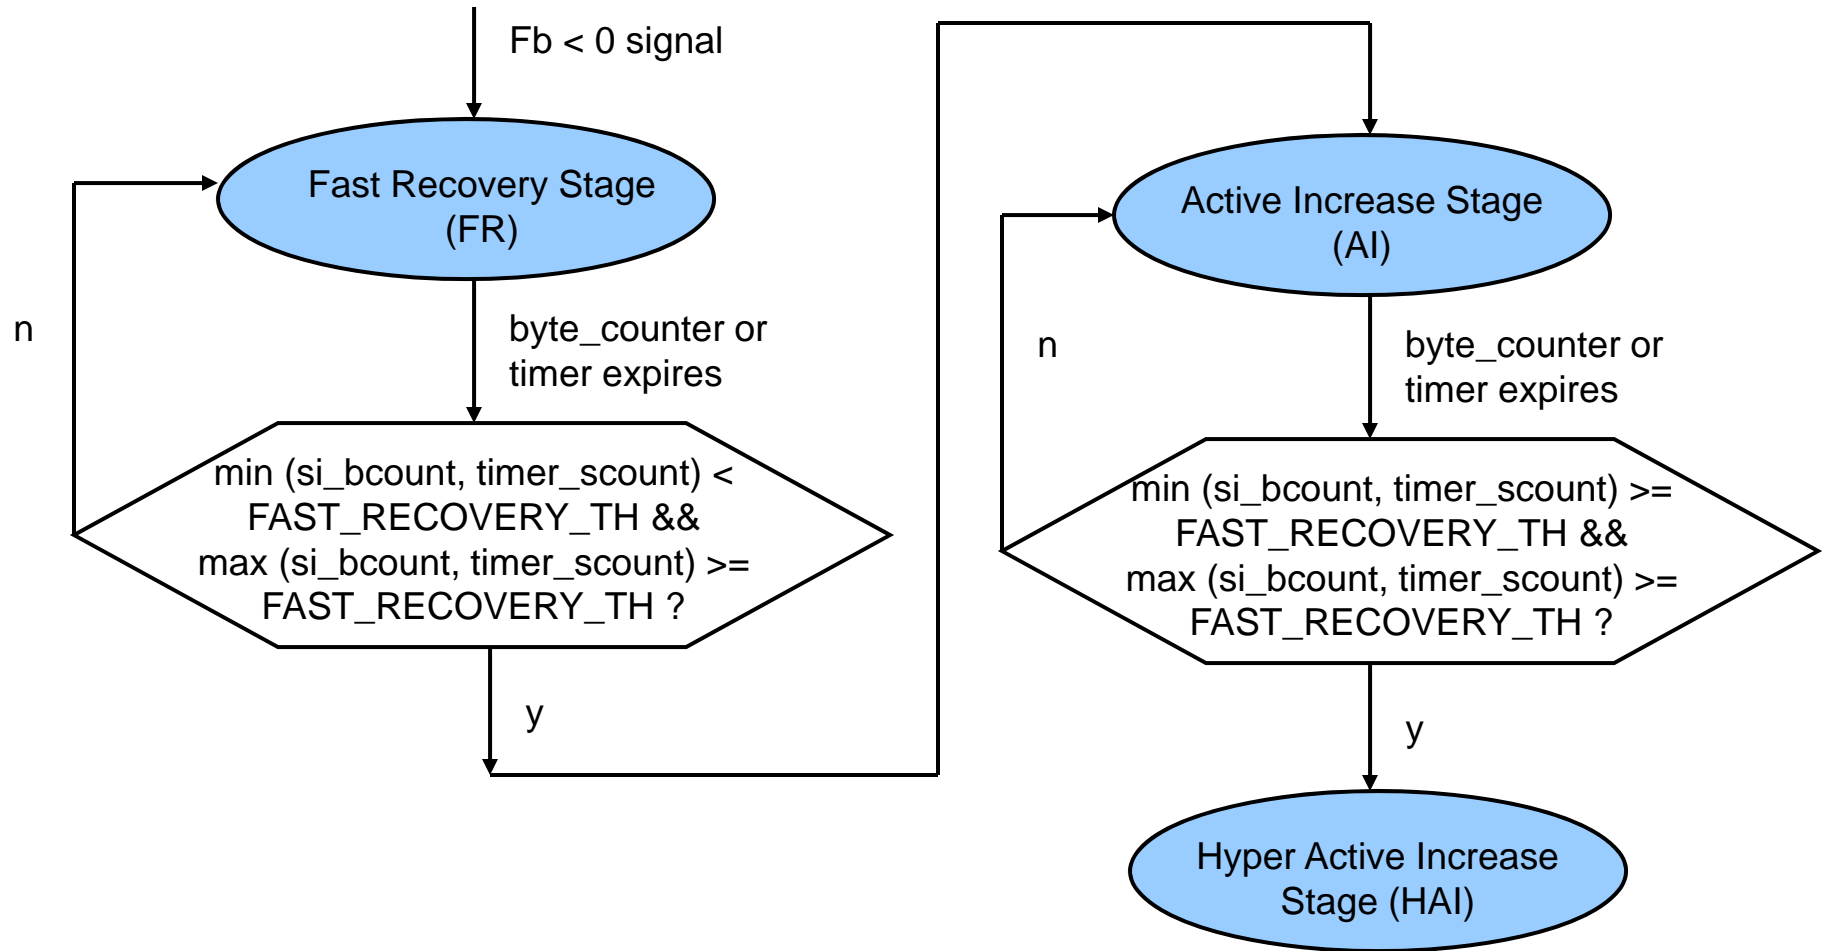 Fb < 0 signal
Fast Recovery Stage
(FR)
n
byte_counter or
timer expires
min (si_bcount, timer_scount) <
FAST_RECOVERY_TH &&
max (si_bcount, timer_scount) >=
FAST_RECOVERY_TH ?
y
Active Increase Stage
(AI)
n
byte_counter or
timer expires
min (si_bcount, timer_scount) >=
FAST_RECOVERY_TH &&
max (si_bcount, timer_scount) >=
FAST_RECOVERY_TH ?
y
Hyper Active Increase
Stage (HAI)